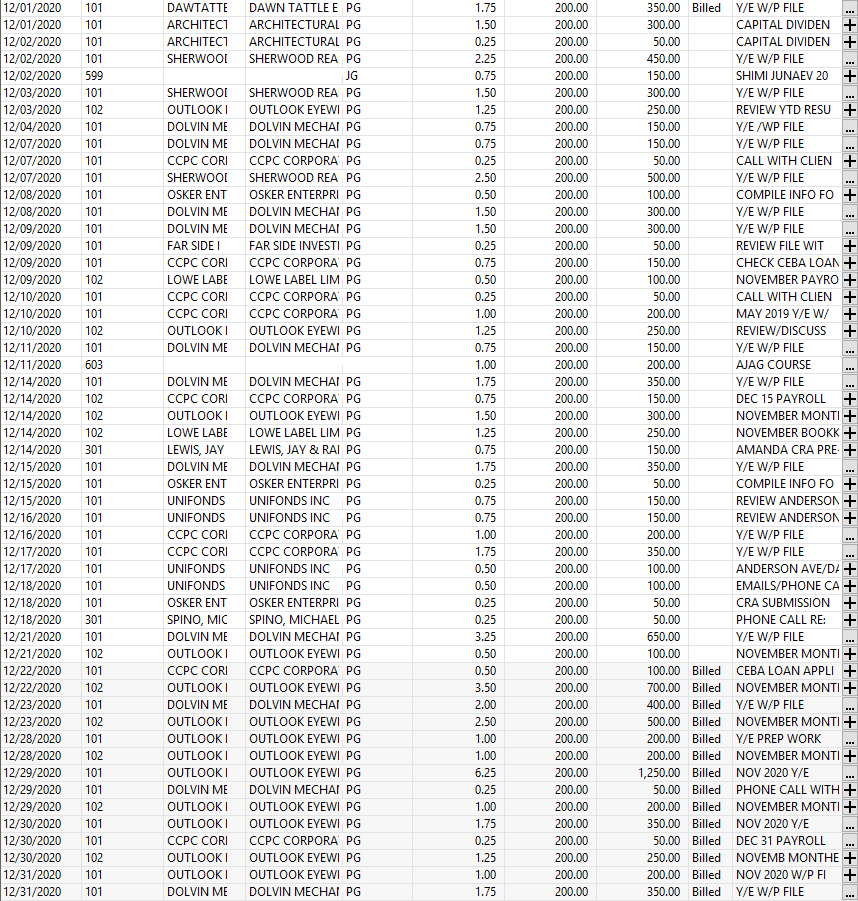 12/01/2020 101 DAWTATTE DAWN TATTLE E PG 1.75 200.00 350.00 Billed Y/E W/P FILE ...
12/02/2020 101 ARCHITECT ARCHITECTURAL PG 1.50 200.00 300.00 CAPITAL DIVIDEN +
12/02/2020 101 ARCHITECT ARCHITECTURAL PG 0.25 200.00 50.00 CAPITAL DIVIDEN +
12/02/2020 101 SHERWOOD SHERWOOD REA PG 2.25 200.00 450.00 Y/E W/P FILE ...
12/02/2020 599 JG 0.75 200.00 150.00 SHIMI JUNAEV 20 +
12/03/2020 101 SHERWOOD SHERWOOD REA PG 1.50 200.00 300.00 Y/E W/P FILE +
12/03/2020 102 OUTLOOK I OUTLOOK EYEWI PG 1.25 200.00 250.00 REVIEW YTD RESU +
12/04/2020 101 DOLVIN ME DOLVIN MECHAI PG 0.75 200.00 150.00 Y/E /WP FILE ...
12/07/2020 101 DOLVIN ME DOLVIN MECHAI PG 0.75 200.00 150.00 Y/E W/P FILE ...
12/07/2020 101 CCPC CORI CCPC CORPORA PG 0.25 200.00 50.00 CALL WITH CLIEN +
12/07/2020 101 SHERWOOD SHERWOOD REA PG 2.50 200.00 500.00 Y/E W/P FILE ...
12/08/2020 101 OSKER ENT OSKER ENTERPRI PG 0.50 200.00 100.00 COMPILE INFO FO +
12/08/2020 101 DOLVIN ME DOLVIN MECHAI PG 1.50 200.00 300.00 Y/E W/P FILE ...
12/09/2020 101 DOLVIN ME DOLVIN MECHAI PG 1.50 200.00 300.00 Y/E W/P FILE ...
12/09/2020 101 FAR SIDE I FAR SIDE INVESTI PG 0.25 200.00 50.00 REVIEW FILE WIT +
12/09/2020 101 CCPC CORI CCPC CORPORA PG 0.75 200.00 150.00 CHECK CEBA LOAN +
12/09/2020 102 LOWE LABE LOWE LABEL LIM PG 0.50 200.00 100.00 NOVEMBER PAYRO +
12/10/2020 101 CCPC CORI CCPC CORPORA PG 0.25 200.00 50.00 CALL WITH CLIEN +
12/10/2020 101 CCPC CORI CCPC CORPORA PG 1.00 200.00 200.00 MAY 2019 Y/E W/ +
12/10/2020 102 OUTLOOK I OUTLOOK EYEWI PG 1.25 200.00 250.00 REVIEW/DISCUSS +
12/11/2020 101 DOLVIN ME DOLVIN MECHAI PG 0.75 200.00 150.00 Y/E W/P FILE ...
12/11/2020 603 1.00 200.00 200.00 AJAG COURSE ...
12/14/2020 101 DOLVIN ME DOLVIN MECHAI PG 1.75 200.00 350.00 Y/E W/P FILE ...
12/14/2020 102 CCPC CORI CCPC CORPORA PG 0.75 200.00 150.00 DEC 15 PAYROLL +
12/14/2020 102 OUTLOOK I OUTLOOK EYEWI PG 1.50 200.00 300.00 NOVEMBER MONTI +
12/14/2020 102 LOWE LABE LOWE LABEL LIM PG 1.25 200.00 250.00 NOVEMBER BOOKK +
12/14/2020 301 LEWIS, JAY LEWIS, JAY & RAI PG 0.75 200.00 150.00 AMANDA CRA PRE- +
12/15/2020 101 DOLVIN ME DOLVIN MECHAI PG 1.75 200.00 350.00 Y/E W/P FILE ...
12/15/2020 101 OSKER ENT OSKER ENTERPRI PG 0.25 200.00 50.00 COMPILE INFO FO +
12/15/2020 101 UNIFONDS UNIFONDS INC PG 0.75 200.00 150.00 REVIEW ANDERSON +
12/16/2020 101 UNIFONDS UNIFONDS INC PG 0.75 200.00 150.00 REVIEW ANDERSON +
12/16/2020 101 CCPC CORI CCPC CORPORA PG 1.00 200.00 200.00 Y/E W/P FILE ...
12/17/2020 101 CCPC CORI CCPC CORPORA PG 1.75 200.00 350.00 Y/E W/P FILE ...
12/17/2020 101 UNIFONDS UNIFONDS INC PG 0.50 200.00 100.00 ANDERSON AVE/DA +
12/18/2020 101 UNIFONDS UNIFONDS INC PG 0.50 200.00 100.00 EMAILS/PHONE CA +
12/18/2020 101 OSKER ENT OSKER ENTERPRI PG 0.25 200.00 50.00 CRA SUBMISSION +
12/18/2020 301 SPINO, MIC SPINO, MICHAEL PG 0.25 200.00 50.00 PHONE CALL RE: +
12/21/2020 101 DOLVIN ME DOLVIN MECHAI PG 3.25 200.00 650.00 Y/E W/P FILE ...
12/21/2020 102 OUTLOOK I OUTLOOK EYEWI PG 0.50 200.00 100.00 NOVEMBER MONTI +
12/22/2020 101 CCPC CORI CCPC CORPORA PG 0.50 200.00 100.00 Billed CEBA LOAN APPLI +
12/22/2020 102 OUTLOOK I OUTLOOK EYEWI PG 3.50 200.00 700.00 Billed NOVEMBER MONTI +
12/23/2020 101 DOLVIN ME DOLVIN MECHAI PG 2.00 200.00 400.00 Billed Y/E W/P FILE ...
12/23/2020 102 OUTLOOK I OUTLOOK EYEWI PG 2.50 200.00 500.00 Billed NOVEMBER MONTI +
12/28/2020 101 OUTLOOK I OUTLOOK EYEWI PG 1.00 200.00 200.00 Billed Y/E PREP WORK ...
12/28/2020 102 OUTLOOK I OUTLOOK EYEWI PG 1.00 200.00 200.00 Billed NOVEMBER MONTI +
12/29/2020 101 OUTLOOK I OUTLOOK EYEWI PG 6.25 200.00 1,250.00 Billed NOV 2020 Y/E ...
12/29/2020 101 DOLVIN ME DOLVIN MECHAI PG 0.25 200.00 50.00 Billed PHONE CALL WITH +
12/29/2020 102 OUTLOOK I OUTLOOK EYEWI PG 1.00 200.00 200.00 Billed NOVEMBER MONTI +
12/30/2020 101 OUTLOOK I OUTLOOK EYEWI PG 1.75 200.00 350.00 Billed NOV 2020 Y/E ...
12/30/2020 101 CCPC CORI CCPC CORPORA PG 0.25 200.00 50.00 Billed DEC 31 PAYROLL ...
12/30/2020 102 OUTLOOK I OUTLOOK EYEWI PG 1.25 200.00 250.00 Billed NOVEMB MONTHE +
12/31/2020 101 OUTLOOK I OUTLOOK EYEWI PG 1.00 200.00 200.00 Billed NOV 2020 W/P FI +
12/31/2020 101 DOLVIN ME DOLVIN MECHAI PG 1.75 200.00 350.00 Billed Y/E W/P FILE ...